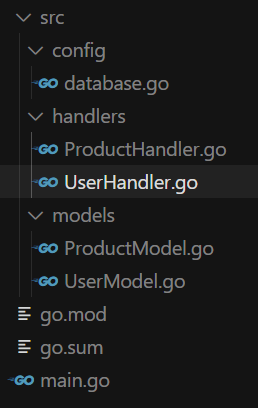 src
config
GO database.go
handlers
GO ProductHandler.go
GO UserHandler.go
models
GO ProductModel.go
GO UserModel.go
go.mod
go.sum
GO main.go